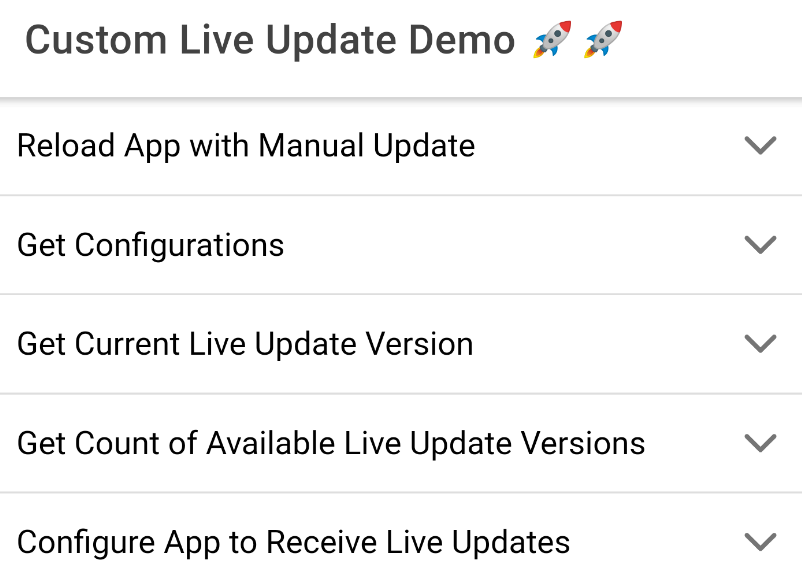 Custom Live Update Demo 🚀 🚀
Reload App with Manual Update
Get Configurations
Get Current Live Update Version
Get Count of Available Live Update Versions
Configure App to Receive Live Updates